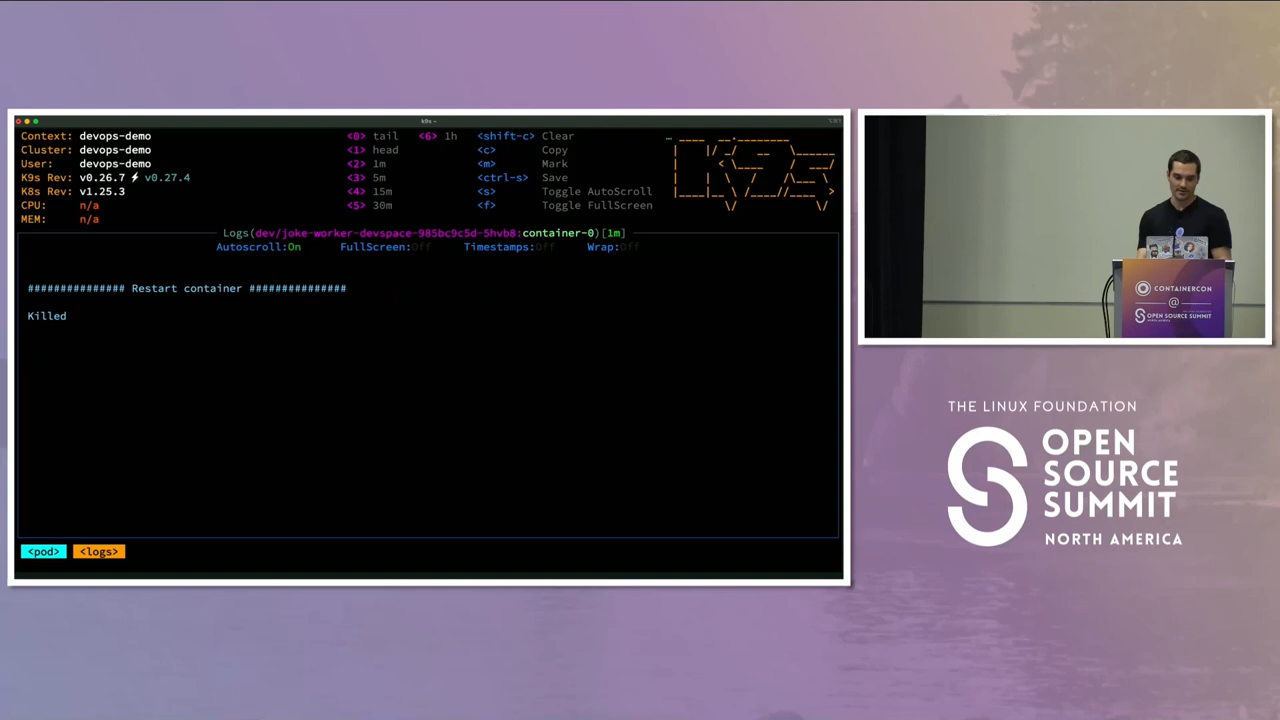 k9s ~
Context: devops-demo
Cluster: devops-demo
User: devops-demo
K9s Rev: v0.26.7 ⚡ v0.27.4
K8s Rev: v1.25.3
CPU: n/a
MEM: n/a
<0> tail <6> 1h <shift-c> Clear
<1> head <c> Copy
<2> 1m <m> Mark
<3> 5m <ctrl-s> Save
<4> 15m <s> Toggle AutoScroll
<5> 30m <f> Toggle FullScreen
Logs(dev/joke-worker-devspace-985bc9c5d-5hvb8:container-0)[1m]
Autoscroll:On FullScreen:Off Timestamps:Off Wrap:Off
############### Restart container ###############
Killed
<pod> <logs>
CONTAINERCON
@
OPEN SOURCE SUMMIT
THE LINUX FOUNDATION
OPEN
SOURCE
SUMMIT
NORTH AMERICA